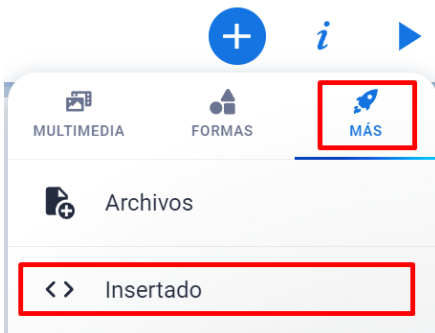 MULTIMEDIA
FORMAS
MÁS
Archivos
Insertado